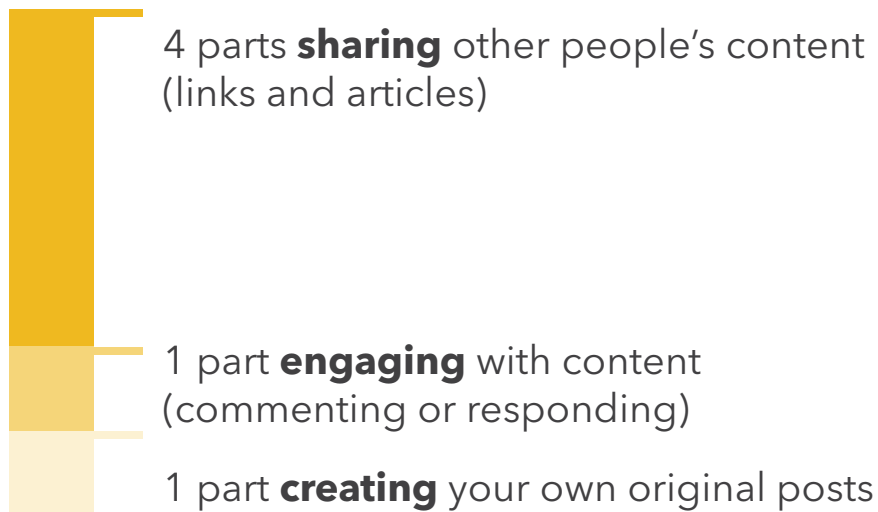 4 parts sharing other people’s content
(links and articles)
1 part engaging with content
(commenting or responding)
1 part creating your own original posts